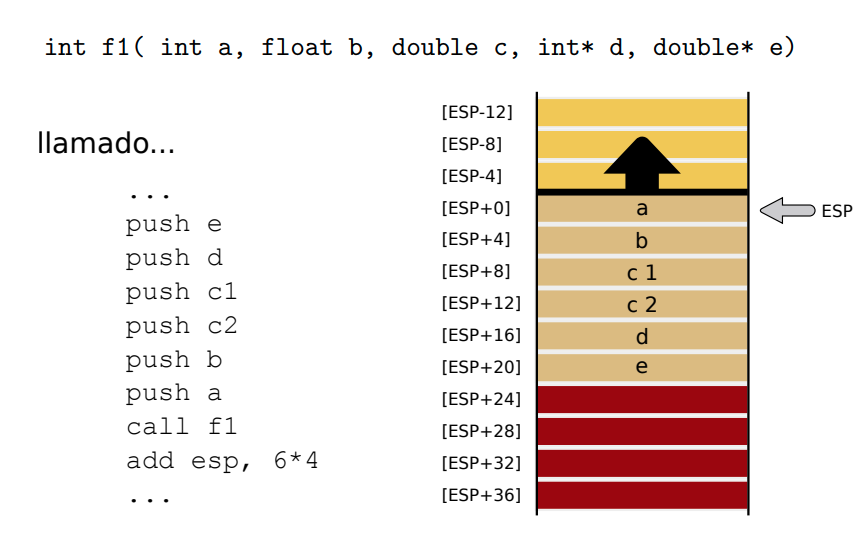 int f1( int a, float b, double c, int* d, double* e)
llamado...
...
push e
push d
push c1
push c2
push b
push a
call f1
add esp, 6*4
...
[ESP-12]
[ESP-8]
[ESP-4]
[ESP+0] a ESP
[ESP+4] b
[ESP+8] c 1
[ESP+12] c 2
[ESP+16] d
[ESP+20] e
[ESP+24]
[ESP+28]
[ESP+32]
[ESP+36]